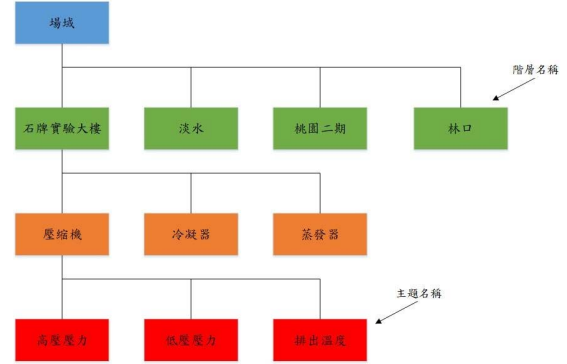 場域
階層名稱
石牌實驗大樓
淡水
桃園二期
林口
壓縮機
冷凝器
蒸發器
主題名稱
高壓壓力
低壓壓力
排出溫度